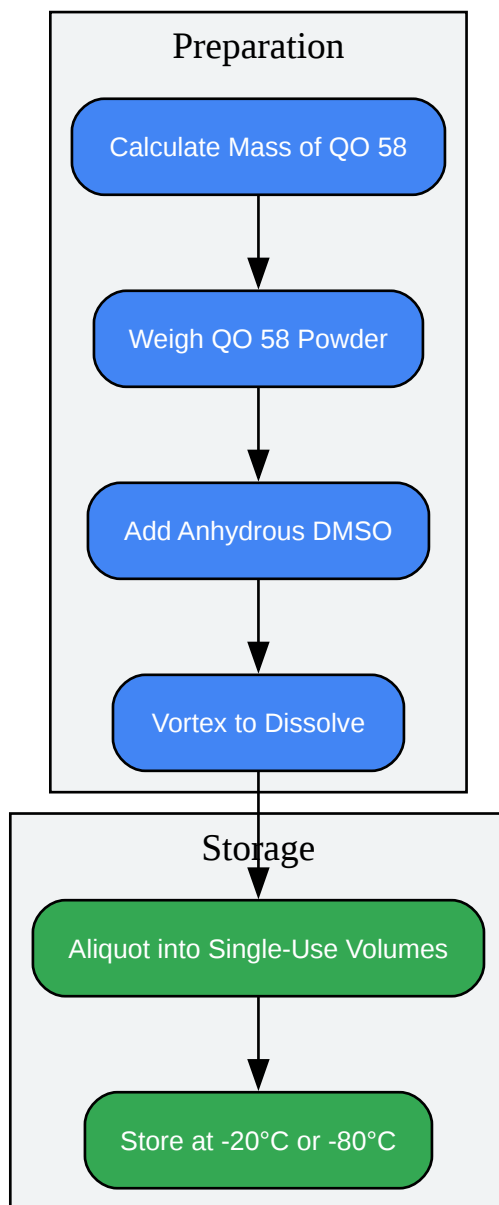 Preparation
Calculate Mass of QO 58
Weigh QO 58 Powder
Add Anhydrous DMSO
Vortex to Dissolve
Storage
Aliquot into Single-Use Volumes
Store at -20°C or -80°C